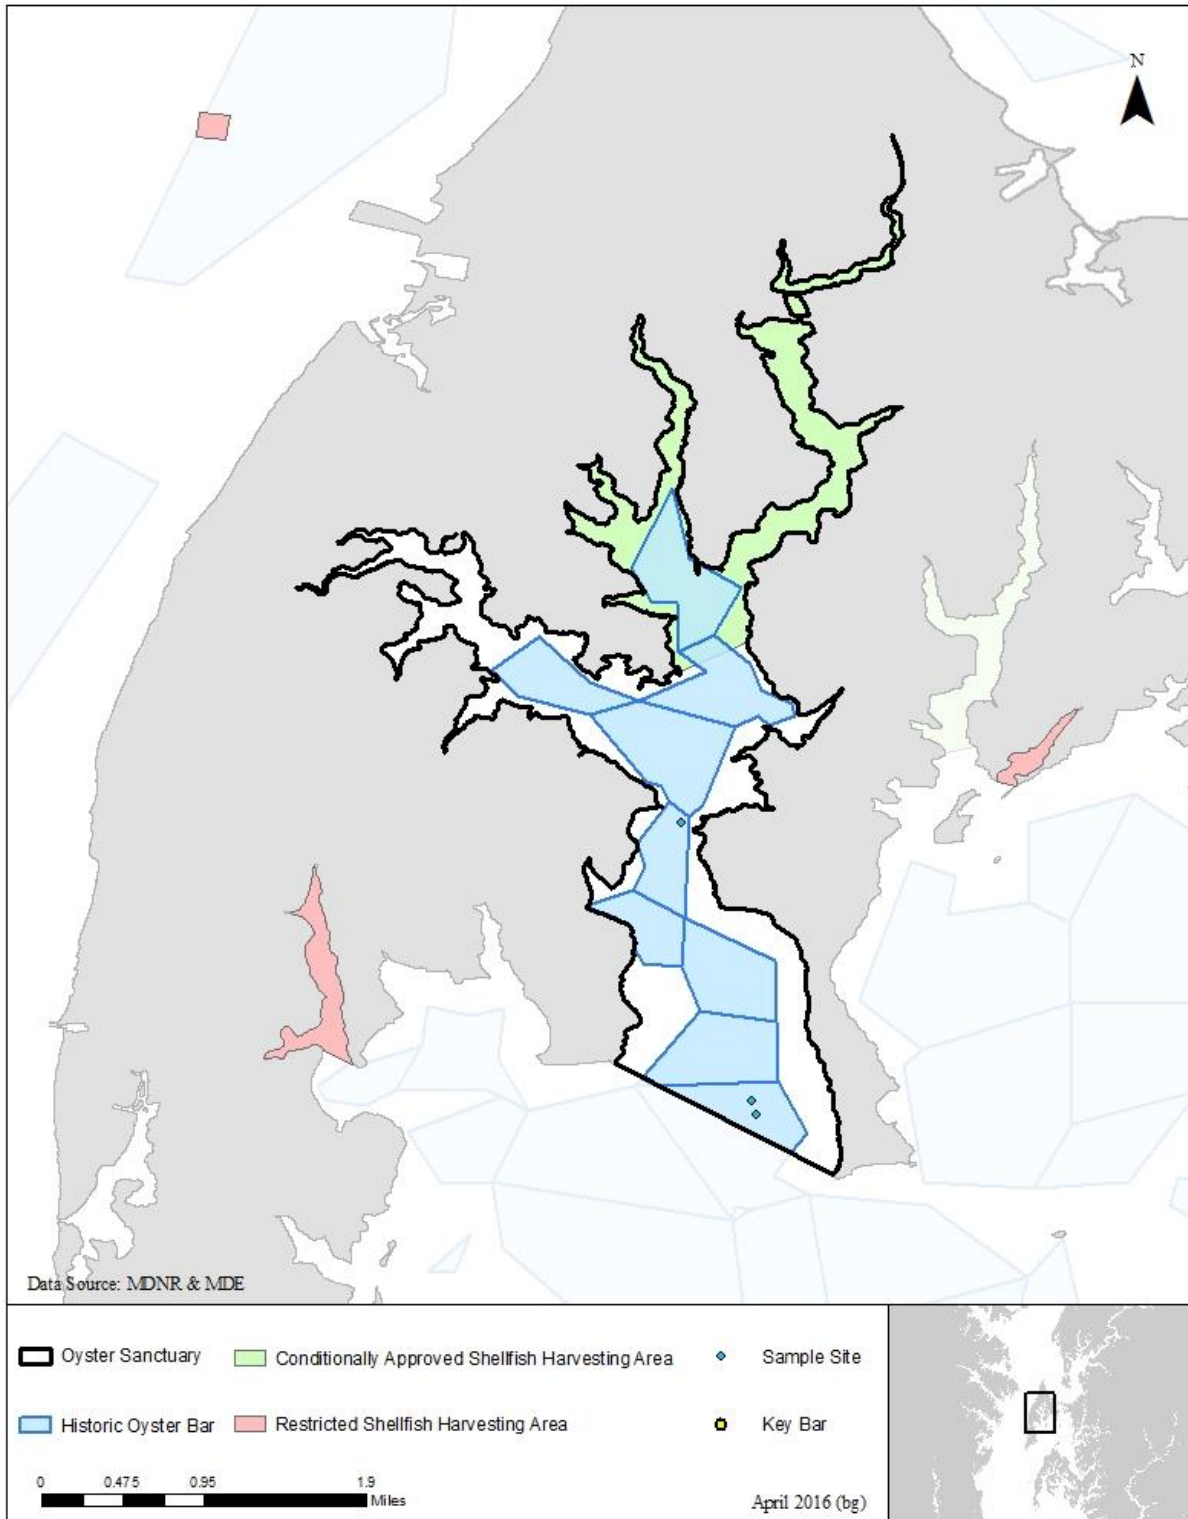 N
Data Source: MDNR & MDE
Oyster Sanctuary
Conditionally Approved Shellfish Harvesting Area
Sample Site
Historic Oyster Bar
Restricted Shellfish Harvesting Area
Key Bar
0 0.475 0.95 1.9
Miles
April 2016 (bg)